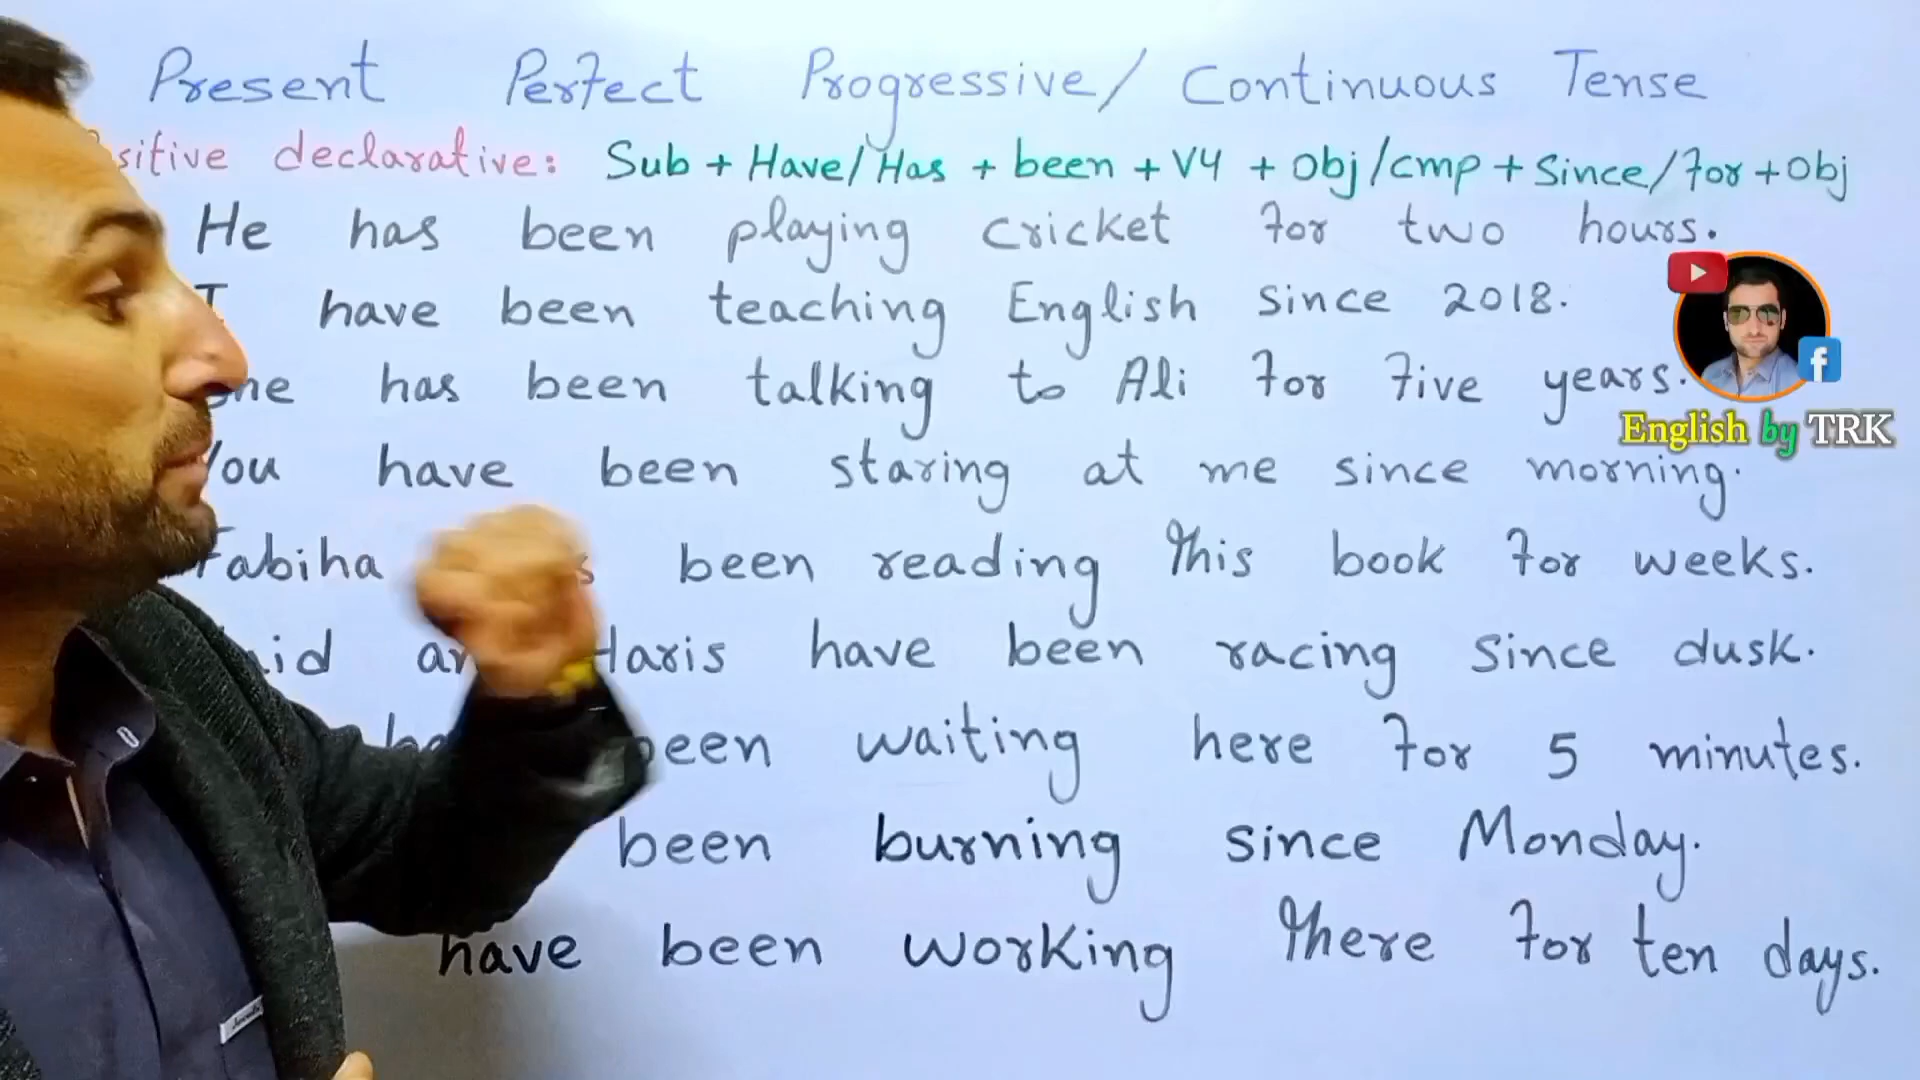 Present Perfect Progressive/ Continuous Tense
sitive declarative: Sub + Have/Has + been + V4 + Obj/cmp + Since/for + Obj
He has been playing cricket for two hours.
I have been teaching English since 2018.
She has been talking to Ali for five years.
You have been staring at me since morning.
Fabiha been reading this book for weeks.
Haris have been racing since dusk.
been waiting here for 5 minutes.
been burning since Monday.
have been working there for ten days.
English by TRK